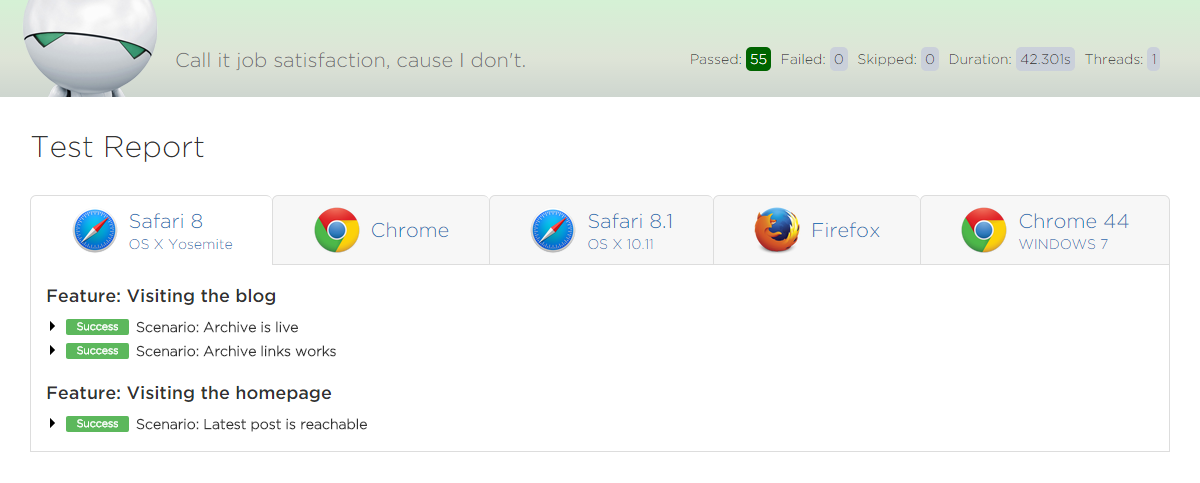 Call it job satisfaction, cause I don't.
Passed: 55 Failed: 0 Skipped: 0 Duration: 42.301s Threads: 1
Test Report
Safari 8
OS X Yosemite
Chrome
Safari 8.1
OS X 10.11
Firefox
Chrome 44
WINDOWS 7
Feature: Visiting the blog
Success Scenario: Archive is live
Success Scenario: Archive links works
Feature: Visiting the homepage
Success Scenario: Latest post is reachable